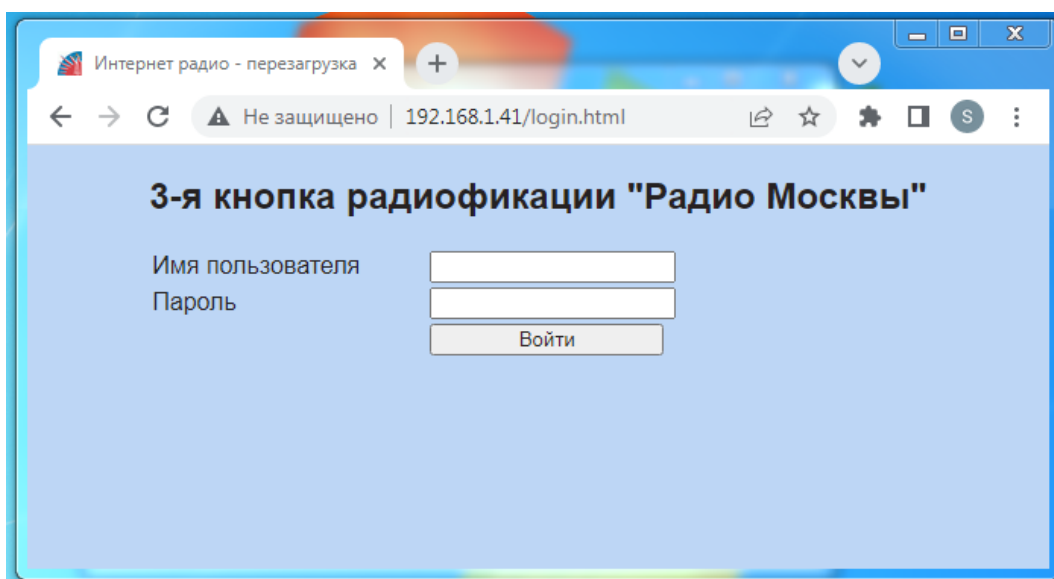 Интернет радио - перезагрузка
Не защищено 192.168.1.41/login.html
S
3-я кнопка радиофикации "Радио Москвы"
Имя пользователя
Пароль
Войти